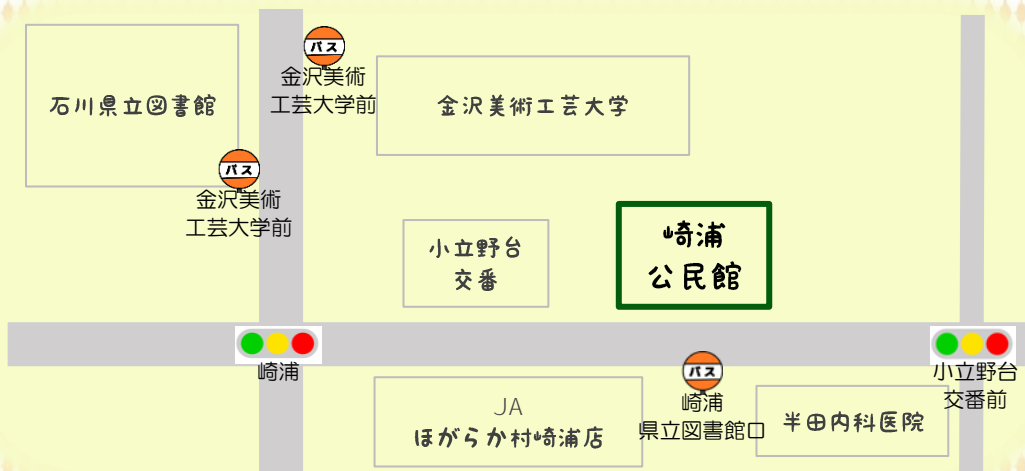 バス
金沢美術
工芸大学前
石川県立図書館
金沢美術工芸大学
バス
金沢美術
工芸大学前
小立野台
交番
崎浦
公民館
崎浦
バス
崎浦
県立図書館口
小立野台
交番前
JA
ほがらか村崎浦店
半田内科医院